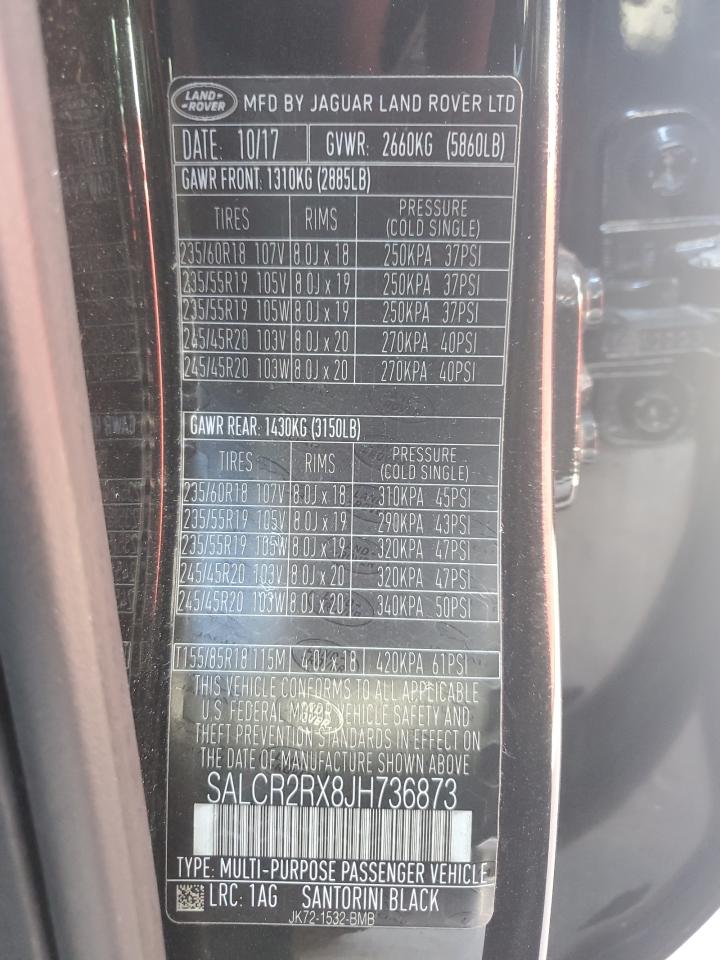 LAND ROVER MFD BY JAGUAR LAND ROVER LTD
DATE: 10/17 GVWR: 2660KG (5860LB)
GAWR FRONT: 1310KG (2885LB)
TIRES RIMS PRESSURE (COLD SINGLE)
235/60R18 107V 8.0J x 18 250KPA 37PSI
235/55R19 105V 8.0J x 19 250KPA 37PSI
235/55R19 105W 8.0J x 19 250KPA 37PSI
245/45R20 103V 8.0J x 20 270KPA 40PSI
245/45R20 103W 8.0J x 20 270KPA 40PSI
GAWR REAR: 1430KG (3150LB)
TIRES RIMS PRESSURE (COLD SINGLE)
235/60R18 107V 8.0J x 18 310KPA 45PSI
235/55R19 105V 8.0J x 19 290KPA 43PSI
235/55R19 105W 8.0J x 19 320KPA 47PSI
245/45R20 103V 8.0J x 20 320KPA 47PSI
245/45R20 103W 8.0J x 20 340KPA 50PSI
T155/85R18 115M 4.0J x 18 420KPA 61PSI
THIS VEHICLE CONFORMS TO ALL APPLICABLE
U.S. FEDERAL MOTOR VEHICLE SAFETY AND
THEFT PREVENTION STANDARDS IN EFFECT ON
THE DATE OF MANUFACTURE SHOWN ABOVE
SALCR2RX8JH736873
TYPE: MULTI-PURPOSE PASSENGER VEHICLE
LRC: 1AG SANTORINI BLACK
JK72-1532-BMB